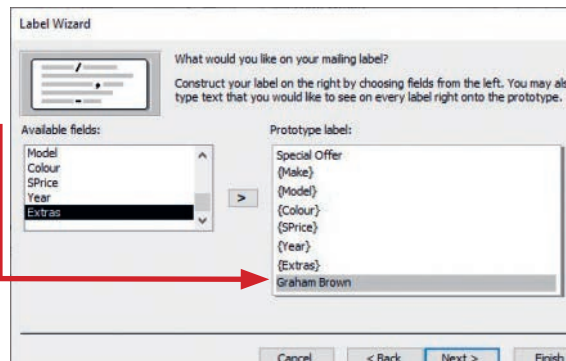 Label Wizard
What would you like on your mailing label?
Construct your label on the right by choosing fields from the left. You may als
type text that you would like to see on every label right onto the prototype.
Available fields:
Model
Colour
SPrice
Year
Extras
>
Prototype label:
Special Offer
{Make}
{Model}
{Colour}
{SPrice}
{Year}
{Extras}
Graham Brown
Cancel
< Back
Next >
Finish